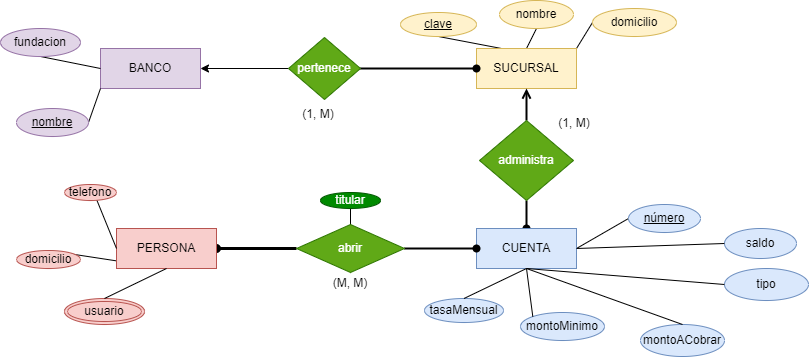 nombre
clave
domicilio
fundacion
BANCO
pertenece
SUCURSAL
nombre
(1, M)
(1, M)
administra
telefono
titular
número
PERSONA
abrir
CUENTA
saldo
domicilio
(M, M)
tipo
usuario
tasaMensual
montoMinimo
montoACobrar